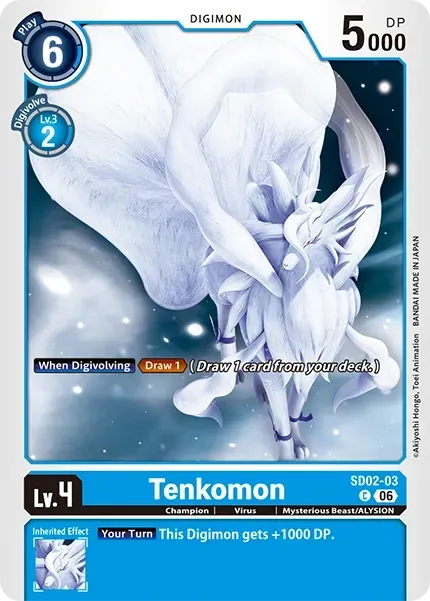 Play
6
DIGIMON
DP
5000
Digivolve
Lv.3
2
When Digivolving Draw 1 (Draw 1 card from your deck.)
©Akiyoshi Hongo, Toei Animation BANDAI MADE IN JAPAN
Lv.4
Tenkomon
SD02-03
C 06
Champion | Virus | Mysterious Beast/ALYSION
Inherited Effect
Your Turn This Digimon gets +1000 DP.